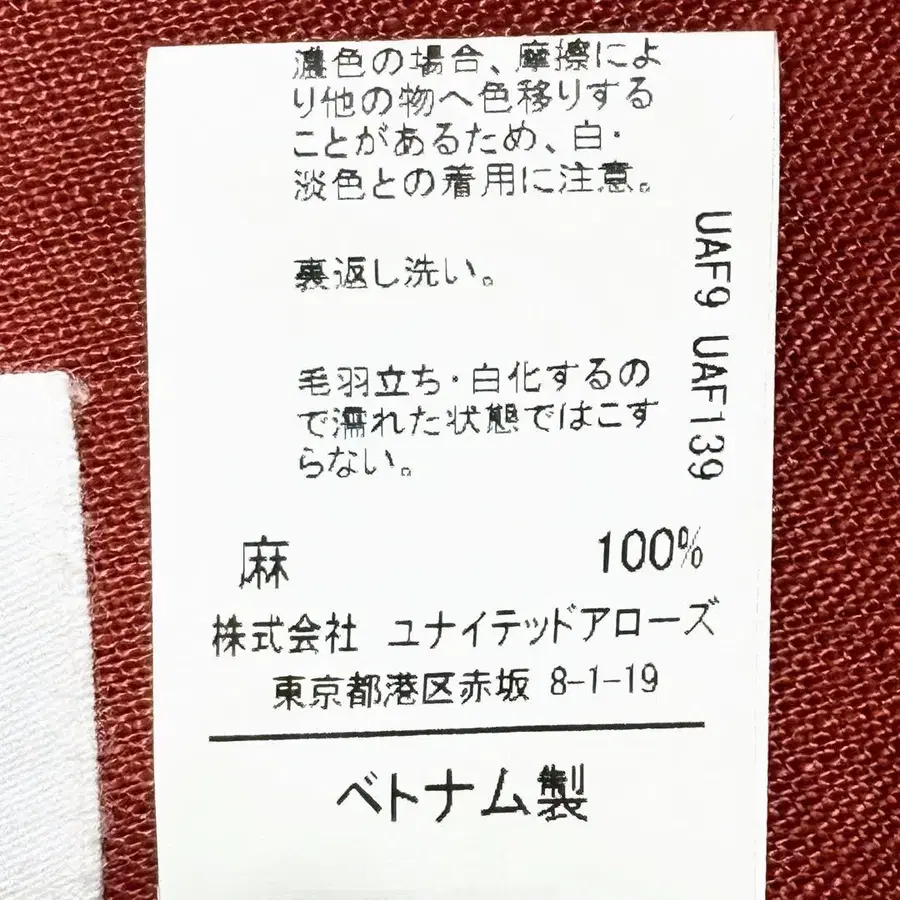 濃色の場合、摩擦によ
り他の物へ色移りする
ことがあるため、白・
淡色との着用に注意。
裏返し洗い。
毛羽立ち・白化するの
で濡れた状態ではこす
らない。
UAF9 UAF139
麻 100%
株式会社 ユナイテッドアローズ
東京都港区赤坂 8-1-19
ベトナム製